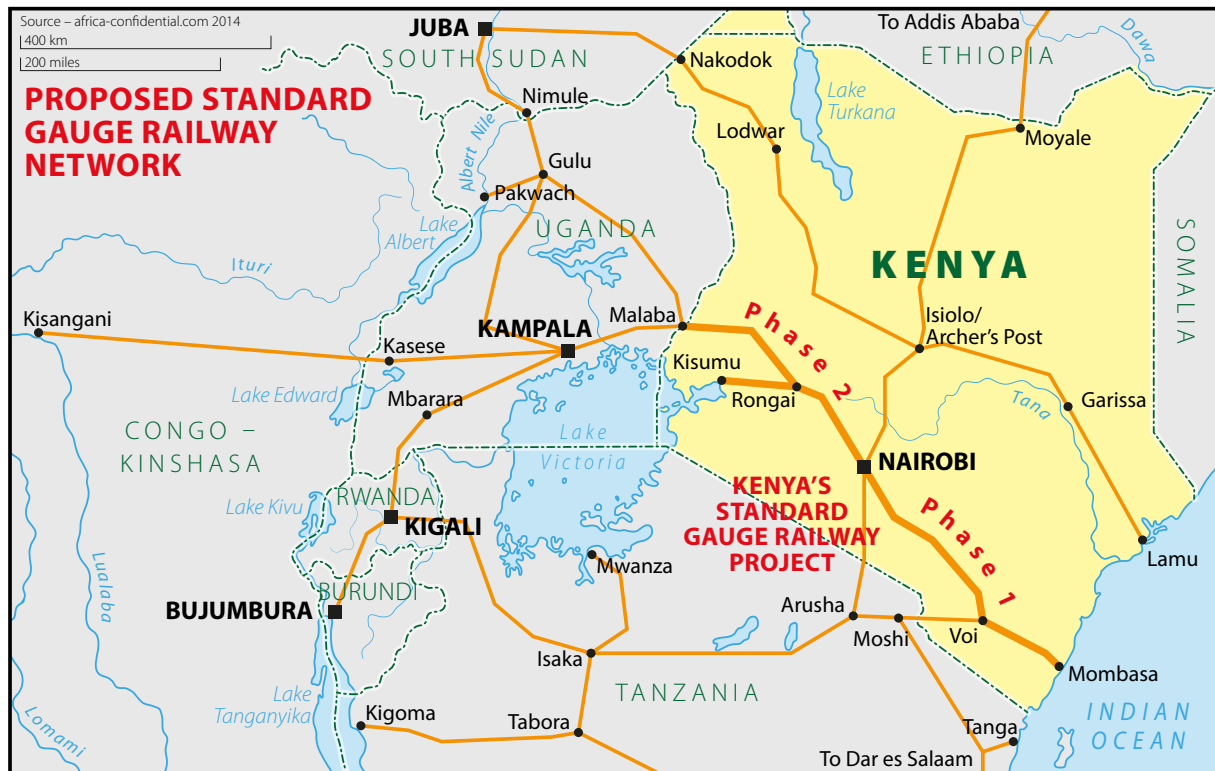 Source – africa-confidential.com 2014
400 km
200 miles
PROPOSED STANDARD
GAUGE RAILWAY
NETWORK
JUBA
SOUTH SUDAN
To Addis Ababa
ETHIOPIA
Dawa
Nakodok
Lake
Turkana
Nimule
Albert Nile
Lodwar
Moyale
Gulu
Pakwach
Lake
Albert
UGANDA
SOMALIA
KENYA
Ituri
Kisangani
Malaba
KAMPALA
Phase 2
Isiolo/
Archer's Post
Kasese
Kisumu
Rongai
Lake Edward
Mbarara
Tana
Garissa
CONGO –
KINSHASA
Lake
Victoria
NAIROBI
Lake Kivu
RWANDA
KIGALI
KENYA'S
STANDARD
GAUGE RAILWAY
PROJECT
Phase 1
Lualaba
Mwanza
Lamu
BURUNDI
BUJUMBURA
Arusha
Moshi
Voi
Isaka
Mombasa
Lake
Tanganyika
TANZANIA
Lomami
Kigoma
Tabora
Tanga
INDIAN
OCEAN
To Dar es Salaam